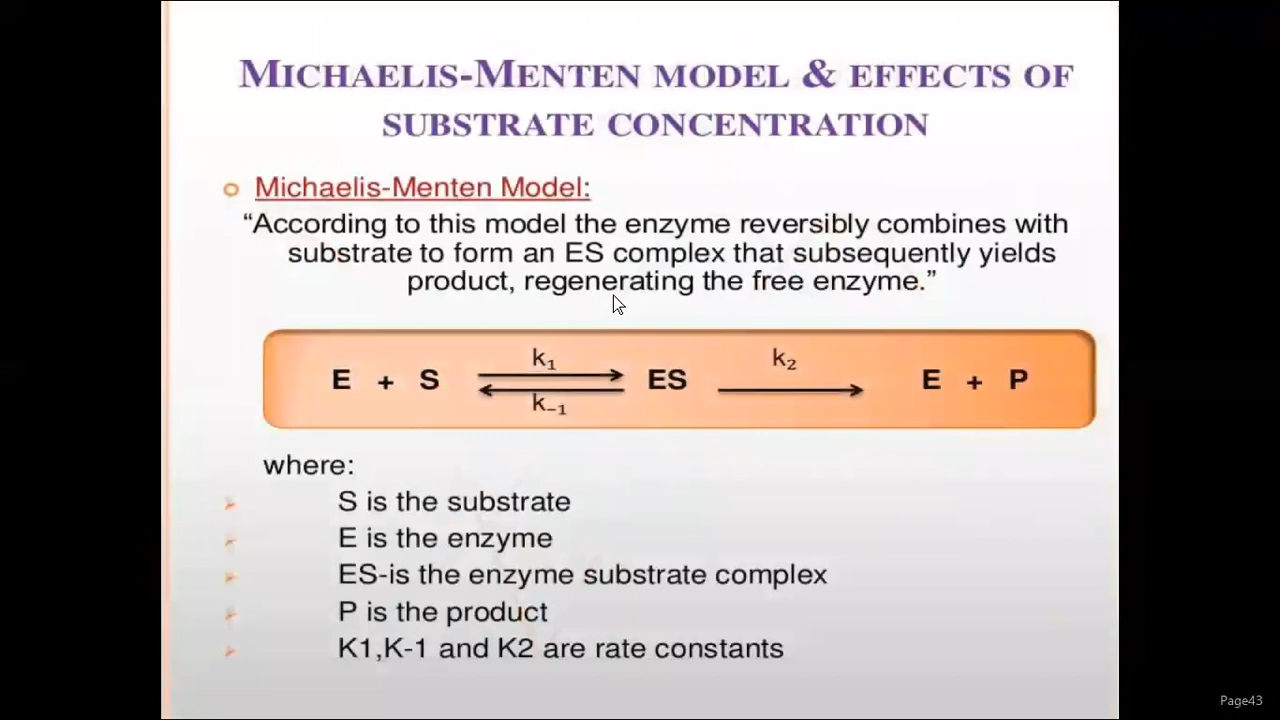 MICHAELIS-MENTEN MODEL & EFFECTS OF
SUBSTRATE CONCENTRATION
Michaelis-Menten Model:
“According to this model the enzyme reversibly combines with
substrate to form an ES complex that subsequently yields
product, regenerating the free enzyme.”
k₁ k₂
E + S ES E + P
k₋₁
where:
S is the substrate
E is the enzyme
ES-is the enzyme substrate complex
P is the product
K1,K-1 and K2 are rate constants
Page43